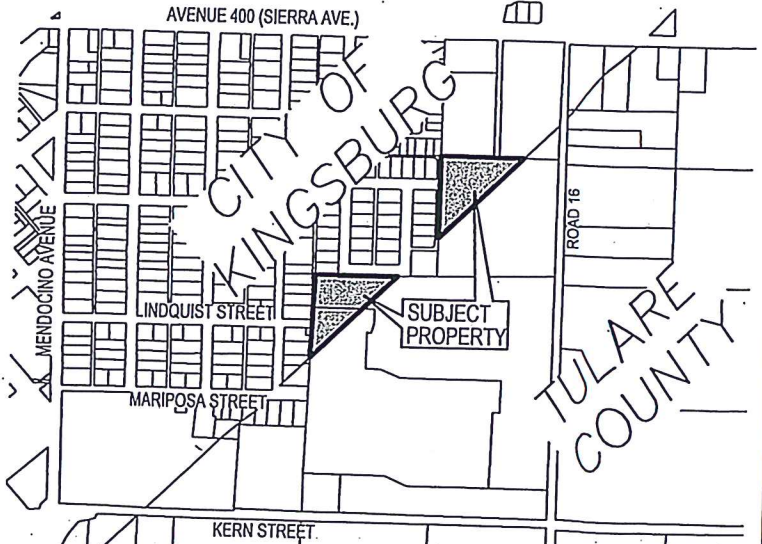 AVENUE 400 (SIERRA AVE.)
CITY OF
KINGSBURG
ROAD 16
MENDOCINO AVENUE
LINDQUIST STREET
SUBJECT
PROPERTY
TULARE
COUNTY
MARIPOSA STREET
KERN STREET